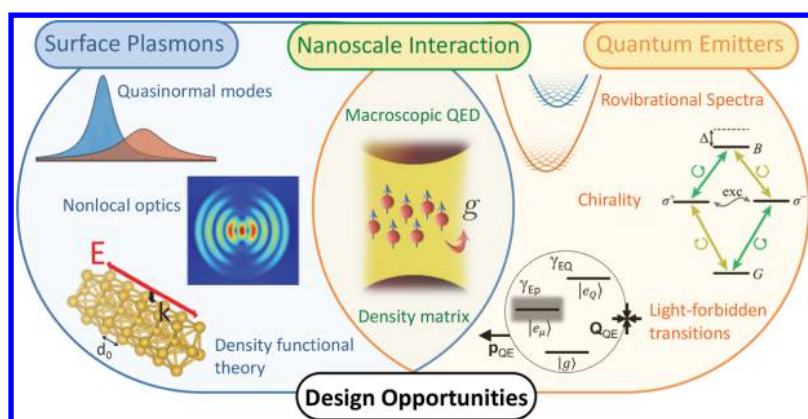 Surface Plasmons
Nanoscale Interaction
Quantum Emitters
Quasinormal modes
Nonlocal optics
E
k
d₀
Density functional
theory
Macroscopic QED
g
Density matrix
Rovibrational Spectra
Δ
B
Chirality
σ⁺
exc
σ⁻
G
γEp
γEQ
|eQ⟩
|eμ⟩
|g⟩
pQE
QQE
Light-forbidden
transitions
Design Opportunities